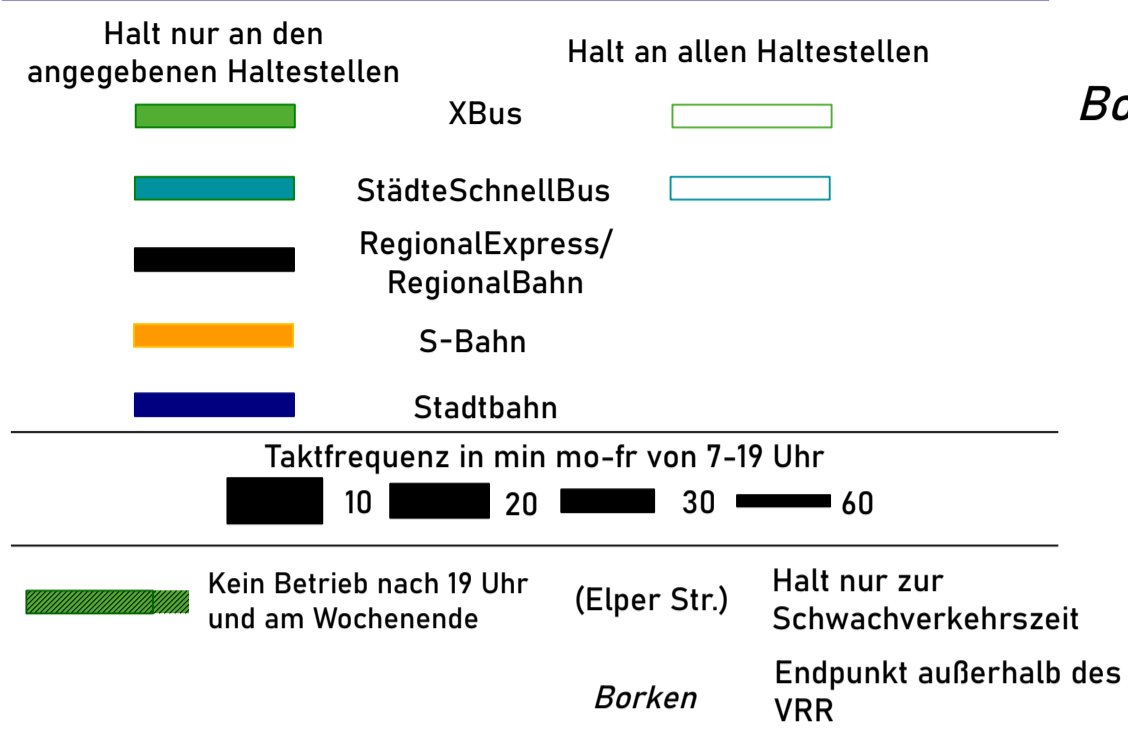 Halt nur an den
angegebenen Haltestellen
Halt an allen Haltestellen
Bo
XBus
StädteSchnellBus
RegionalExpress/
RegionalBahn
S-Bahn
Stadtbahn
Taktfrequenz in min mo-fr von 7-19 Uhr
10 20 30 60
Kein Betrieb nach 19 Uhr
und am Wochenende
(Elper Str.)
Halt nur zur
Schwachverkehrszeit
Borken
Endpunkt außerhalb des
VRR